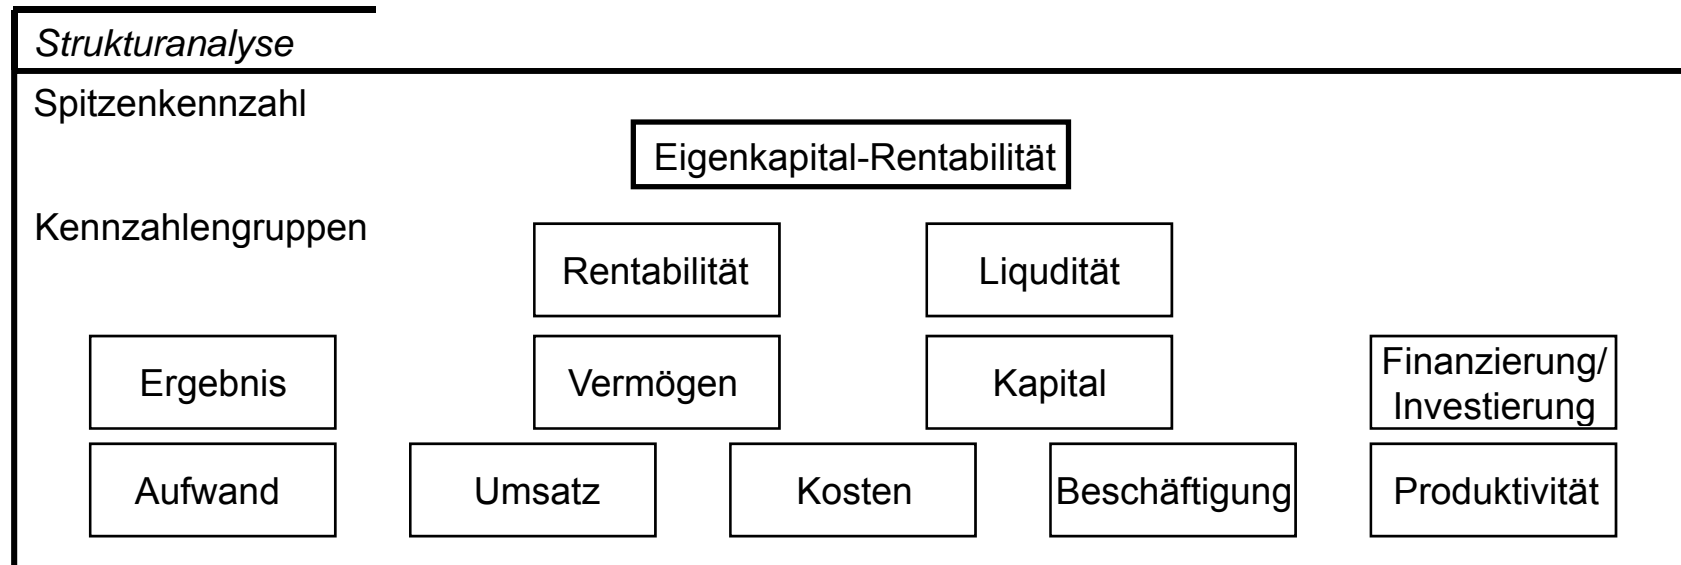 Strukturanalyse
Spitzenkennzahl
Eigenkapital-Rentabilität
Kennzahlengruppen
Rentabilität
Liqudität
Ergebnis
Vermögen
Kapital
Finanzierung/
Investierung
Aufwand
Umsatz
Kosten
Beschäftigung
Produktivität